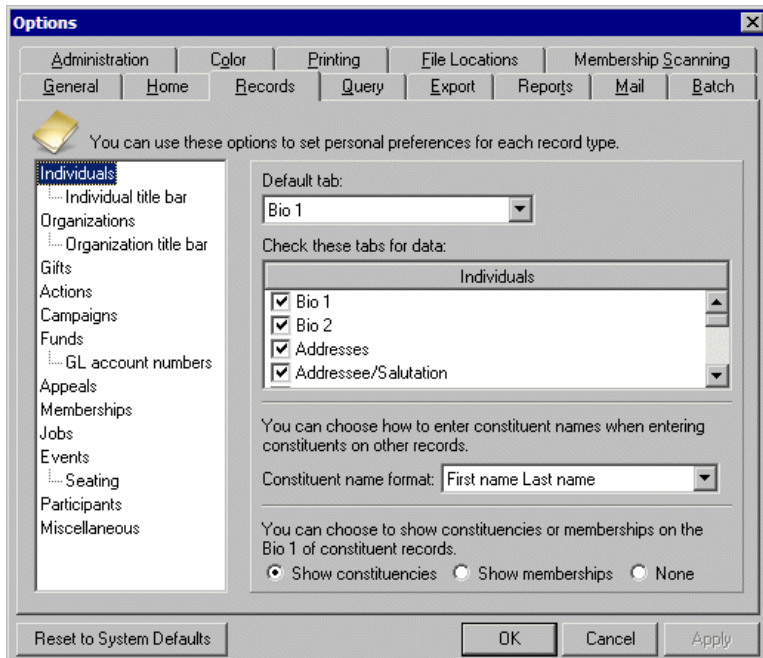 Options
Administration
Color
Printing
File Locations
Membership Scanning
General
Home
Records
Query
Export
Reports
Mail
Batch
You can use these options to set personal preferences for each record type.
Individuals
Individual title bar
Organizations
Organization title bar
Gifts
Actions
Campaigns
Funds
GL account numbers
Appeals
Memberships
Jobs
Events
Seating
Participants
Miscellaneous
Default tab:
Bio 1
Check these tabs for data:
Individuals
Bio 1
Bio 2
Addresses
Addressee/Salutation
You can choose how to enter constituent names when entering
constituents on other records.
Constituent name format: First name Last name
You can choose to show constituencies or memberships on the
Bio 1 of constituent records.
Show constituencies
Show memberships
None
Reset to System Defaults
OK
Cancel
Apply